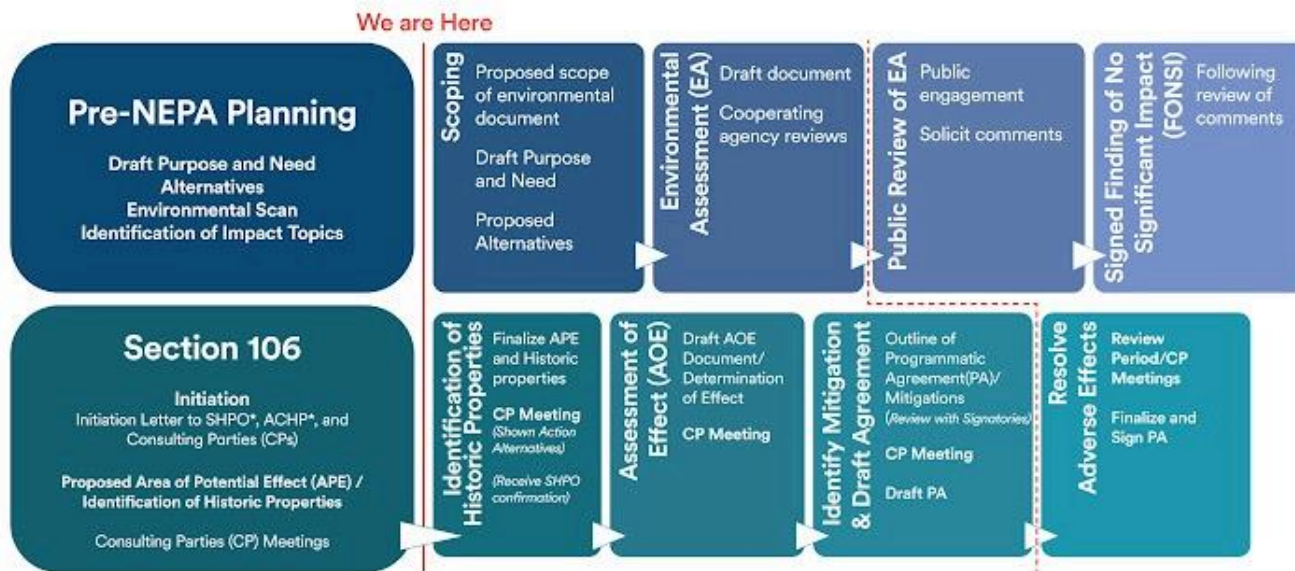 We are Here
Pre-NEPA Planning
Draft Purpose and Need
Alternatives
Environmental Scan
Identification of Impact Topics
Scoping
Proposed scope
of environmental
document
Draft Purpose
and Need
Proposed
Alternatives
Environmental
Assessment (EA)
Draft document
Cooperating
agency reviews
Public Review of EA
Public
engagement
Solicit comments
Signed Finding of No
Significant Impact
(FONSI)
Following
review of
comments
Section 106
Initiation
Initiation Letter to SHPO*, ACHP*, and
Consulting Parties (CPs)
Proposed Area of Potential Effect (APE) /
Identification of Historic Properties
Consulting Parties (CP) Meetings
Identification of
Historic Properties
Finalize APE
and Historic
properties
CP Meeting
(Shown Action
Alternatives)
(Receive SHPO
confirmation)
Assessment of
Effect (AOE)
Draft AOE
Document/
Determination
of Effect
CP Meeting
Identify Mitigation
& Draft Agreement
Outline of
Programmatic
Agreement(PA)/
Mitigations
(Review with Signatories)
CP Meeting
Draft PA
Resolve
Adverse Effects
Review
Period/CP
Meetings
Finalize and
Sign PA